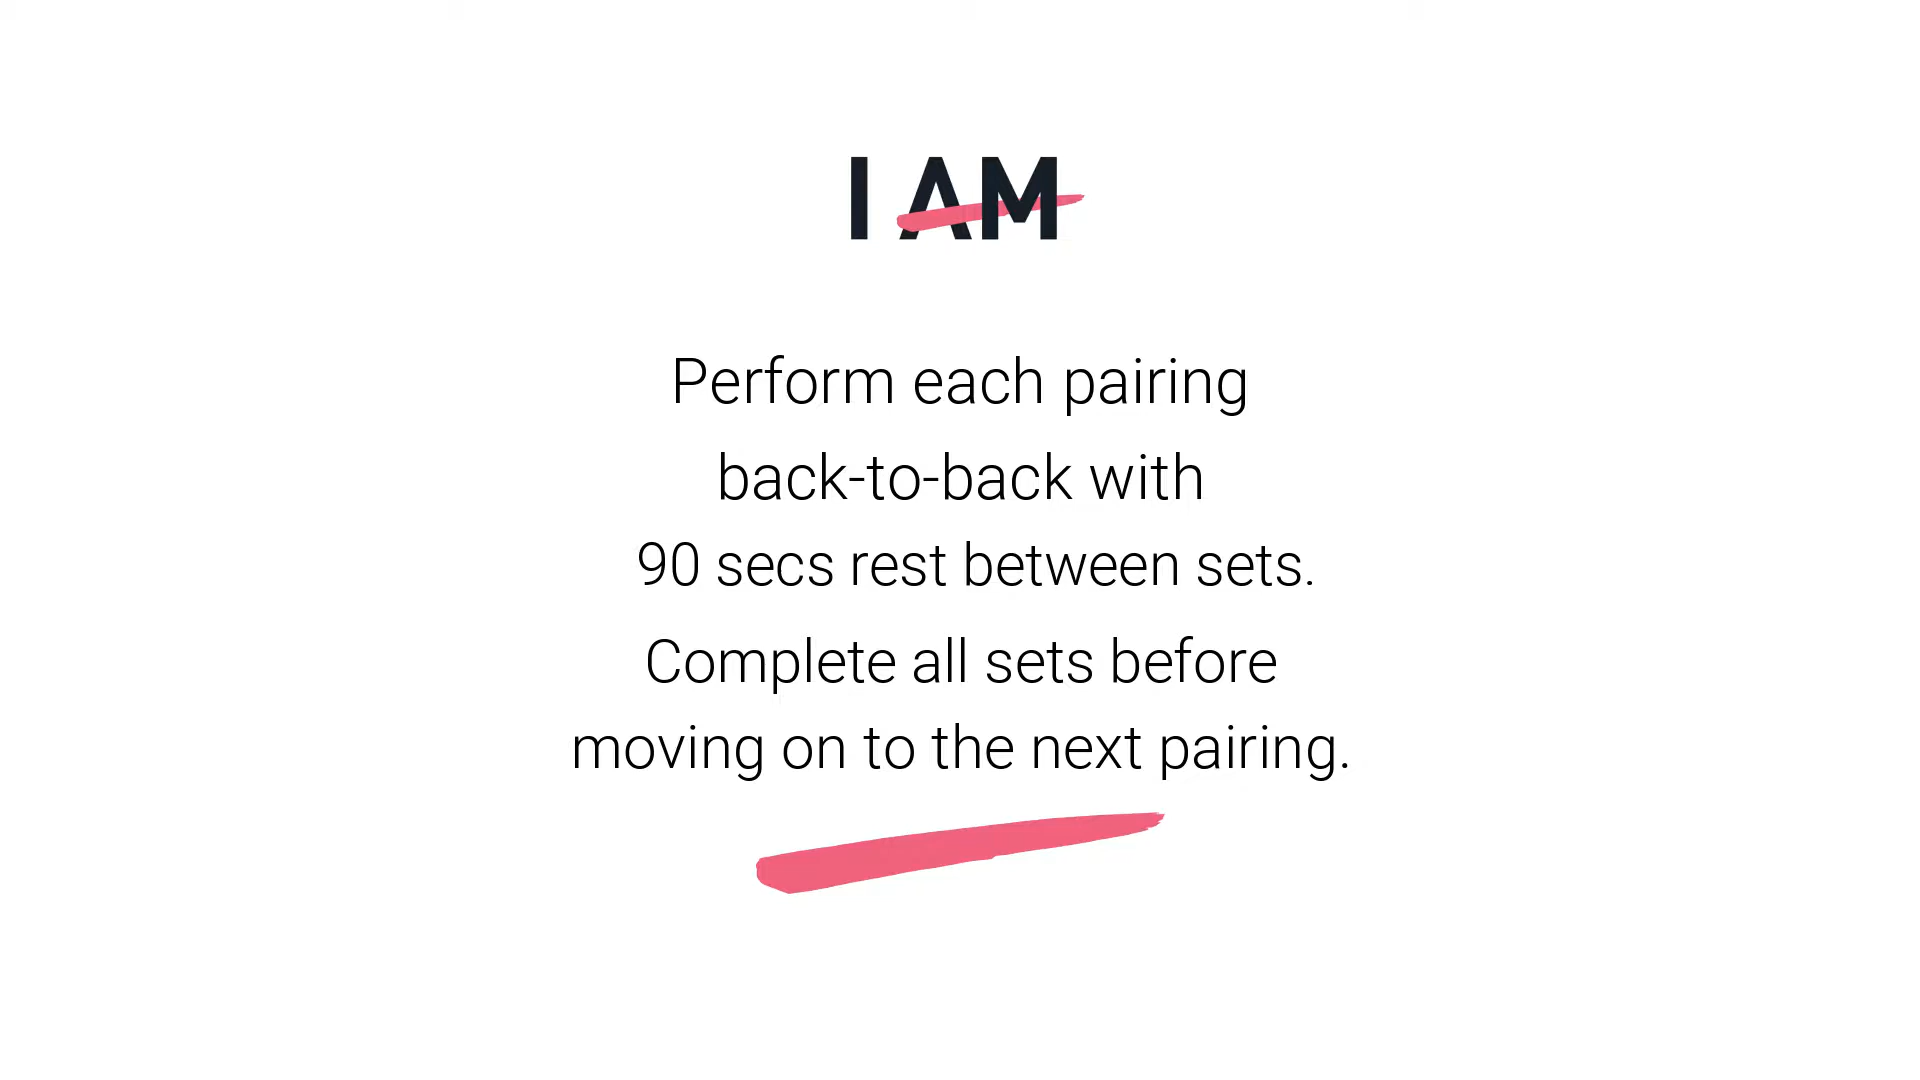 I AM
Perform each pairing
back-to-back with
90 secs rest between sets.
Complete all sets before
moving on to the next pairing.